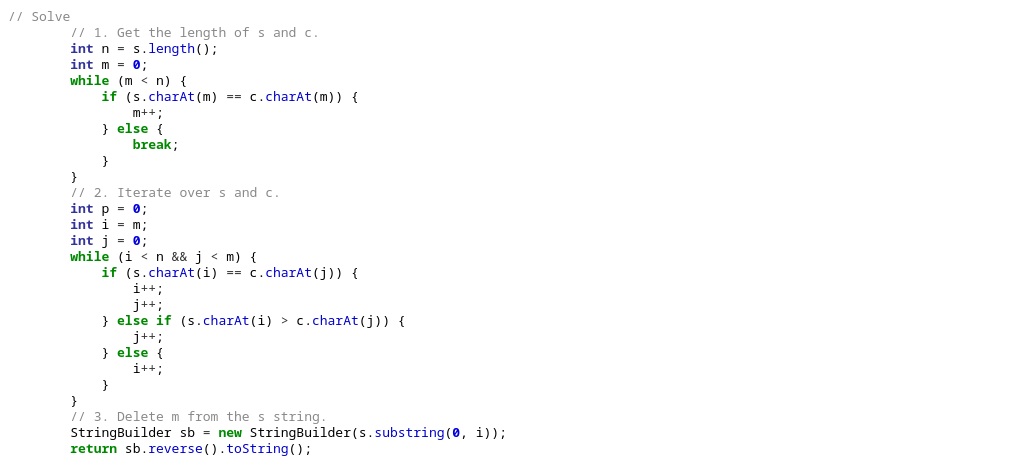 // Solve
        // 1. Get the length of s and c.
        int n = s.length();
        int m = 0;
        while (m < n) {
            if (s.charAt(m) == c.charAt(m)) {
                m++;
            } else {
                break;
            }
        }
        // 2. Iterate over s and c.
        int p = 0;
        int i = m;
        int j = 0;
        while (i < n && j < m) {
            if (s.charAt(i) == c.charAt(j)) {
                i++;
                j++;
            } else if (s.charAt(i) > c.charAt(j)) {
                j++;
            } else {
                i++;
            }
        }
        // 3. Delete m from the s string.
        StringBuilder sb = new StringBuilder(s.substring(0, i));
        return sb.reverse().toString();